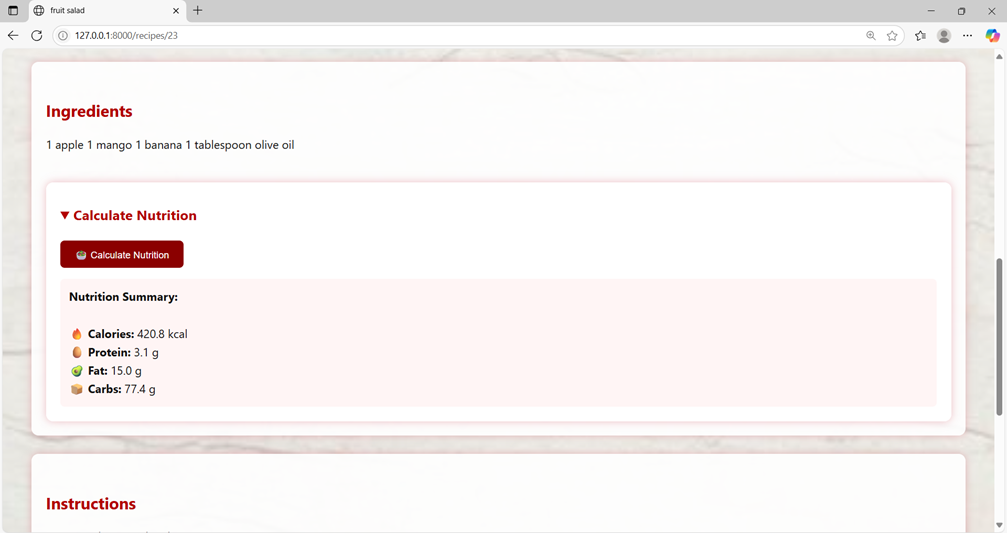 fruit salad
127.0.0.1:8000/recipes/23
Ingredients
1 apple 1 mango 1 banana 1 tablespoon olive oil
Calculate Nutrition
Calculate Nutrition
Nutrition Summary:
Calories: 420.8 kcal
Protein: 3.1 g
Fat: 15.0 g
Carbs: 77.4 g
Instructions